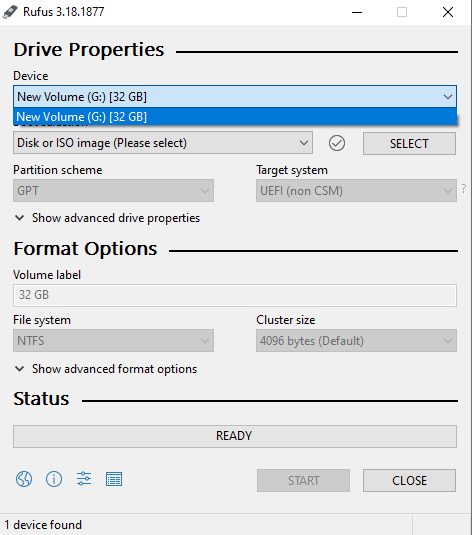 Rufus 3.18.1877
Drive Properties
Device
New Volume (G:) [32 GB]
New Volume (G:) [32 GB]
Disk or ISO image (Please select)
SELECT
Partition scheme
Target system
GPT
UEFI (non CSM)
?
Show advanced drive properties
Format Options
Volume label
32 GB
File system
Cluster size
NTFS
4096 bytes (Default)
Show advanced format options
Status
READY
START
CLOSE
1 device found